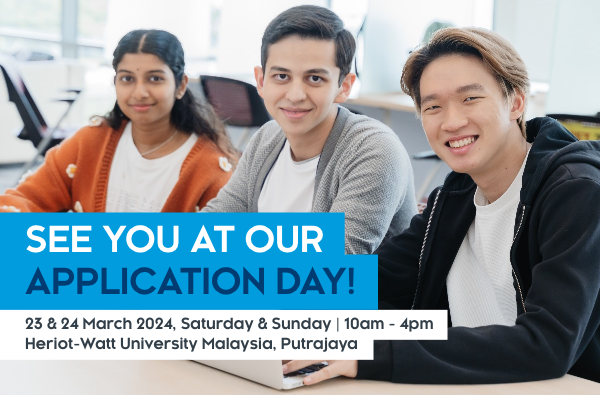 SEE YOU AT OUR
APPLICATION DAY!
23 & 24 March 2024, Saturday & Sunday | 10am - 4pm
Heriot-Watt University Malaysia, Putrajaya